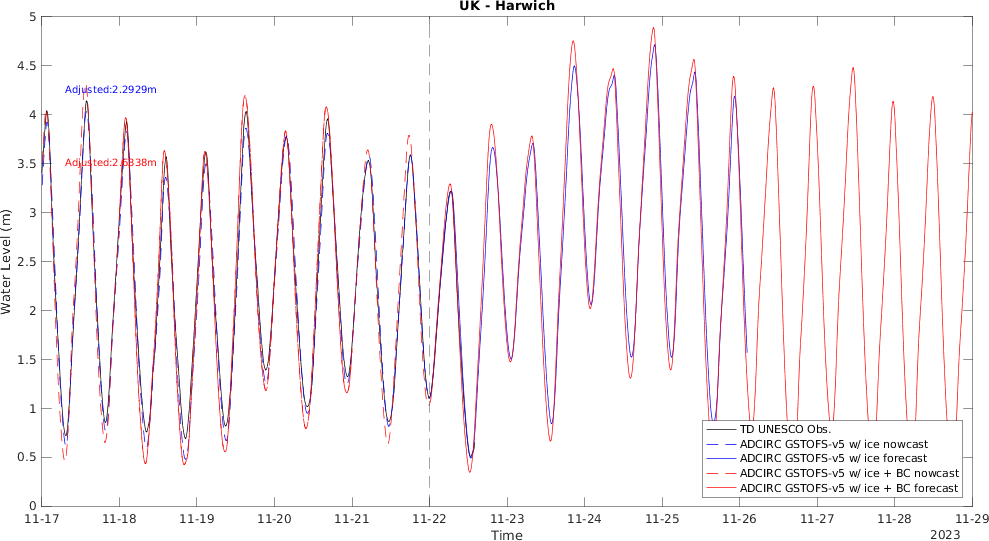 UK - Harwich
5
4.5
4
3.5
3
2.5
2
1.5
1
0.5
0
Water Level (m)
Adjusted:2.2929m
Adjusted:2.6338m
TD UNESCO Obs.
ADCIRC GSTOFS-v5 w/ ice nowcast
ADCIRC GSTOFS-v5 w/ ice forecast
ADCIRC GSTOFS-v5 w/ ice + BC nowcast
ADCIRC GSTOFS-v5 w/ ice + BC forecast
11-17 11-18 11-19 11-20 11-21 11-22 11-23 11-24 11-25 11-26 11-27 11-28 11-29
Time
2023